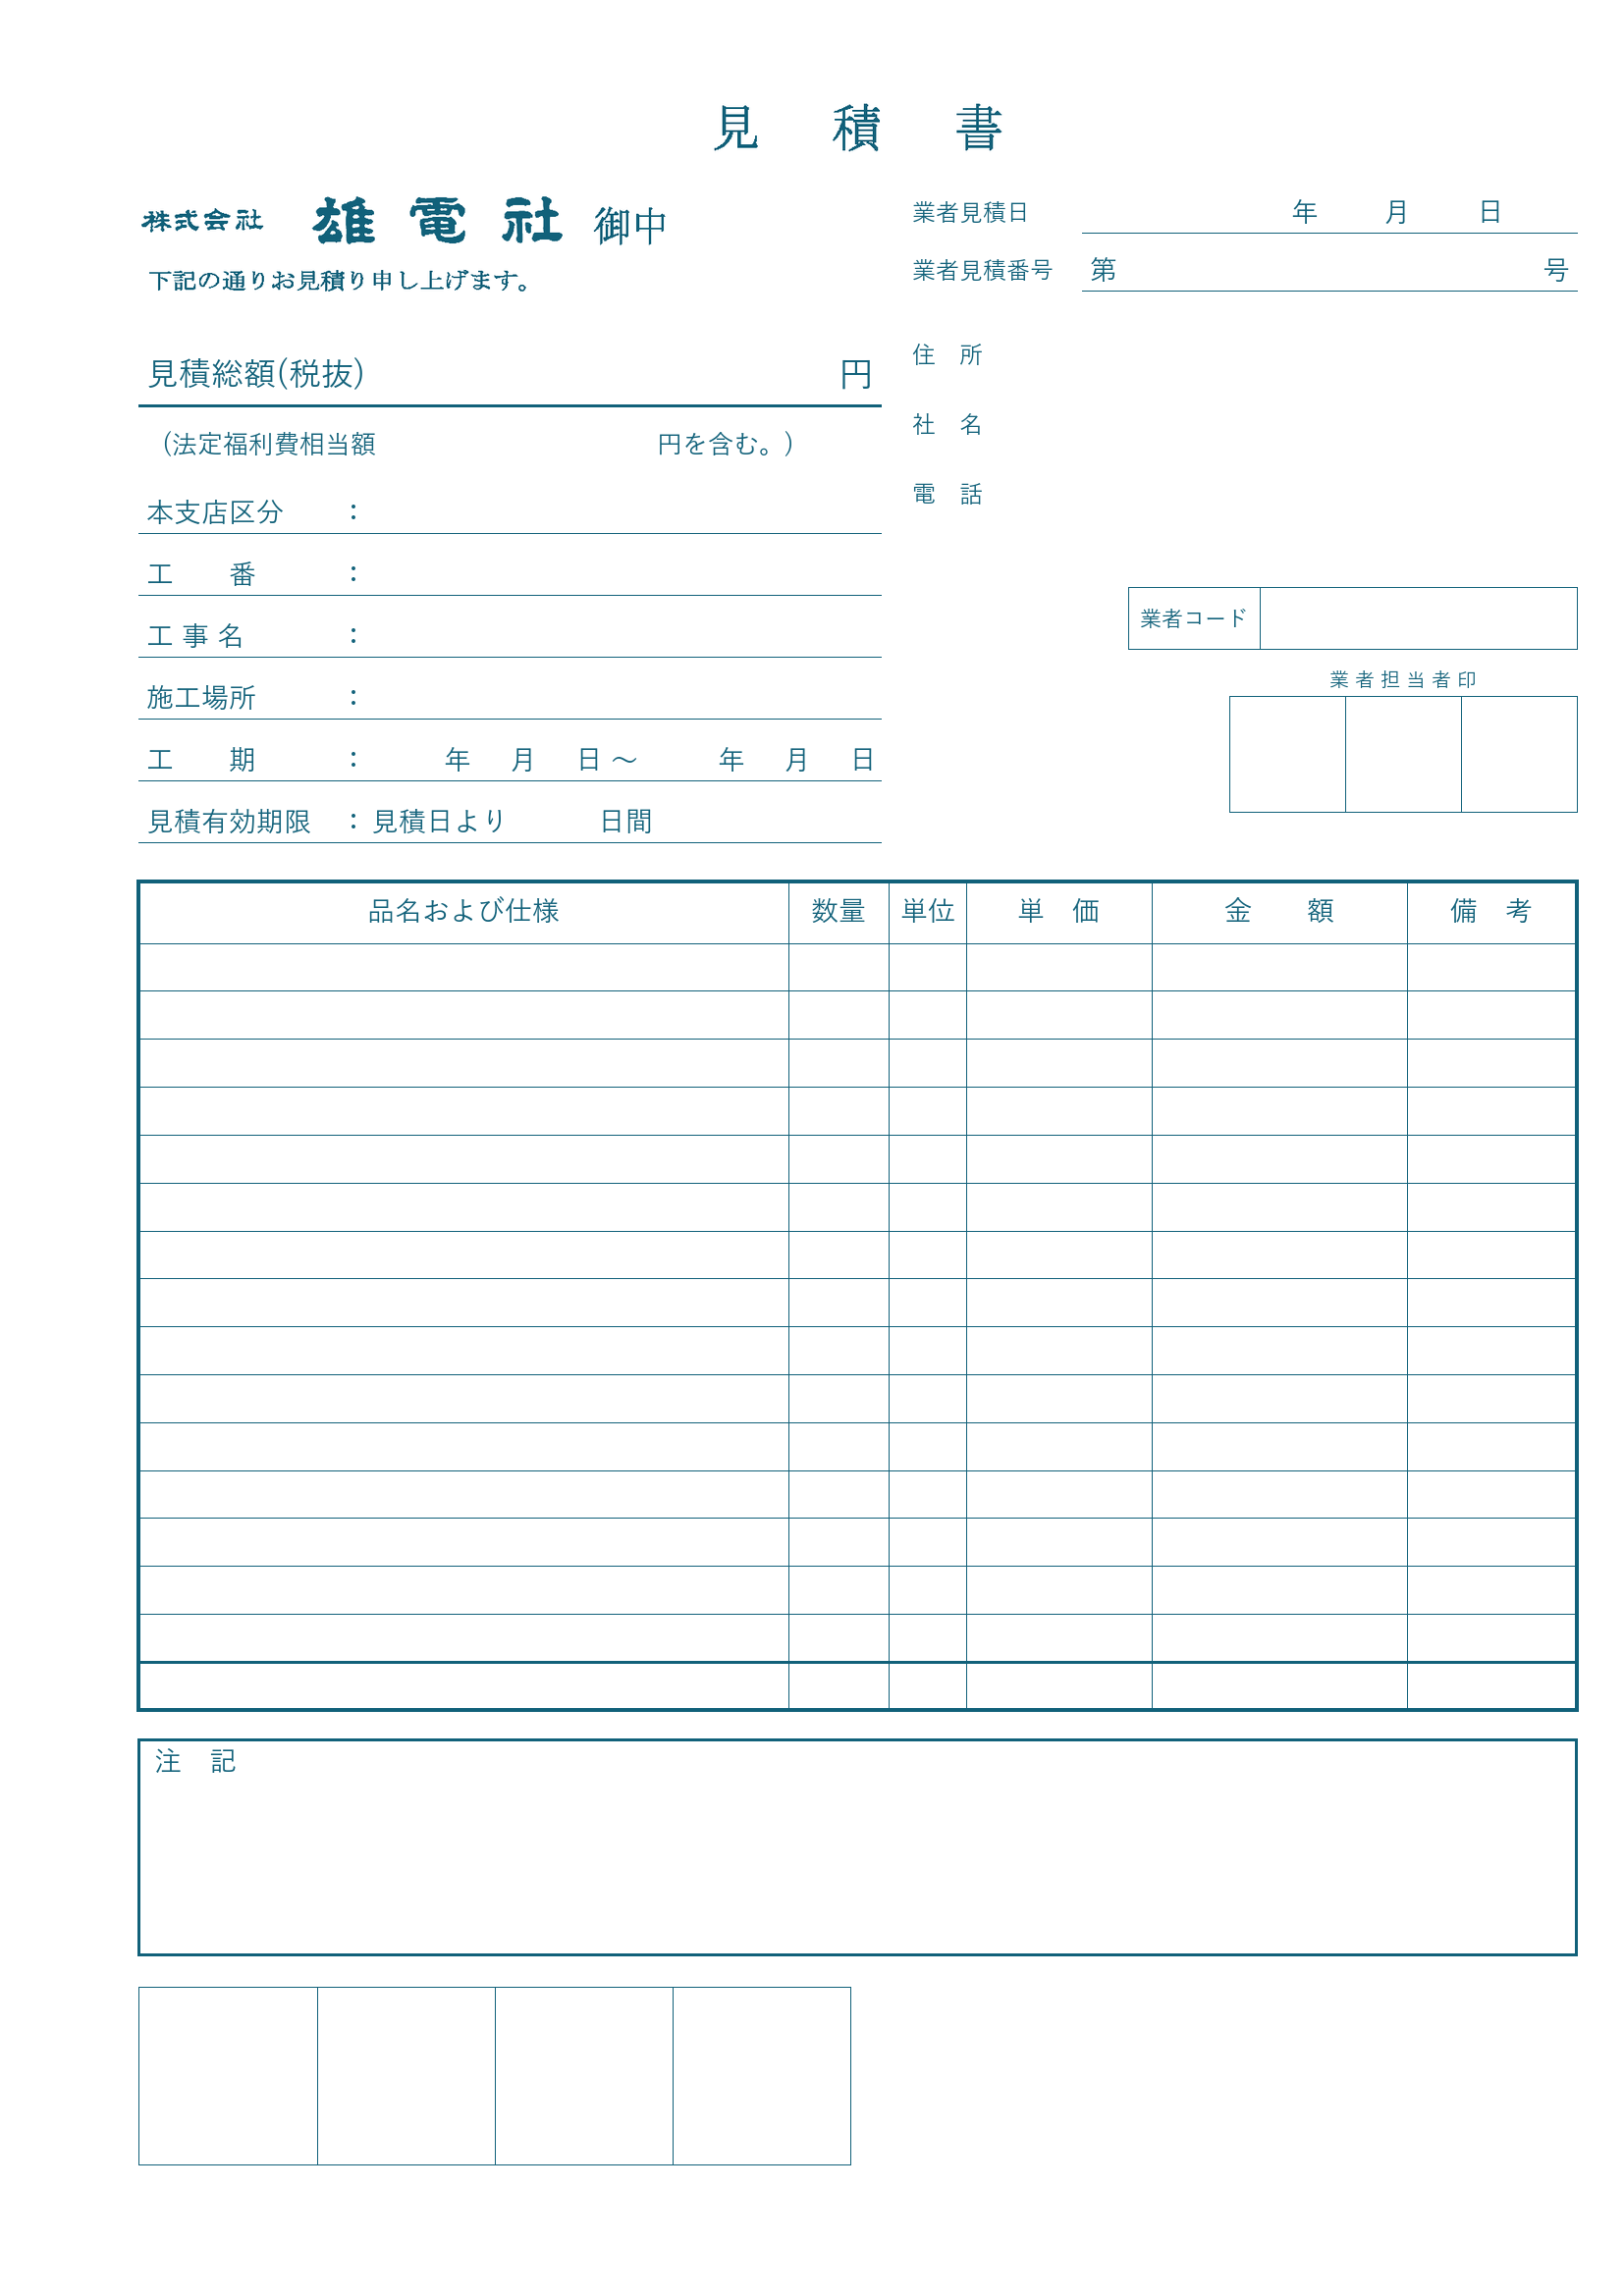 見 積 書
株式会社 雄電社 御中
下記の通りお見積り申し上げます。
見積総額(税抜) 円
（法定福利費相当額 円を含む。）
本支店区分 ：
工 番 ：
工 事 名 ：
施工場所 ：
工 期 ： 年 月 日 ～ 年 月 日
見積有効期限 ： 見積日より 日間
業者見積日 年 月 日
業者見積番号 第 号
住 所
社 名
電 話
業者コード
業者担当者印
品名および仕様 数量 単位 単 価 金 額 備 考
注 記